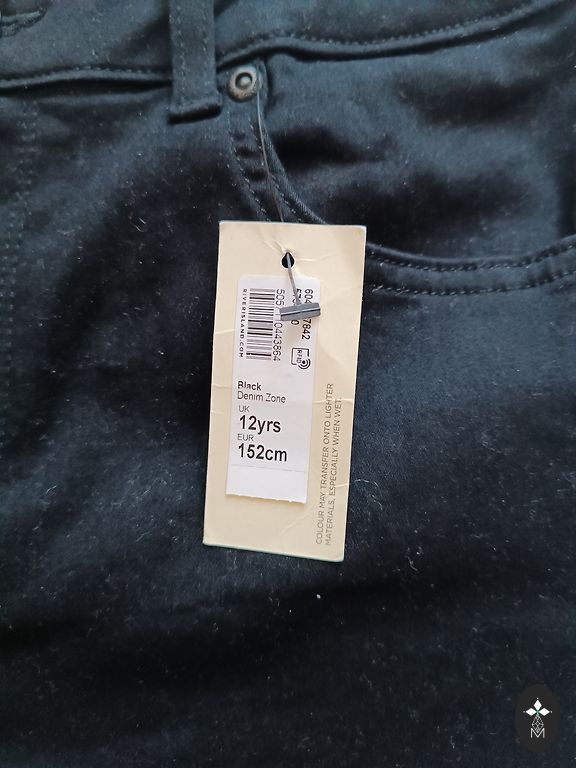 RIVERISLAND.COM
Black
Denim Zone
UK
12yrs
EUR
152cm
RFID
COLOUR MAY TRANSFER ONTO LIGHTER
MATERIALS, ESPECIALLY WHEN WET.
M